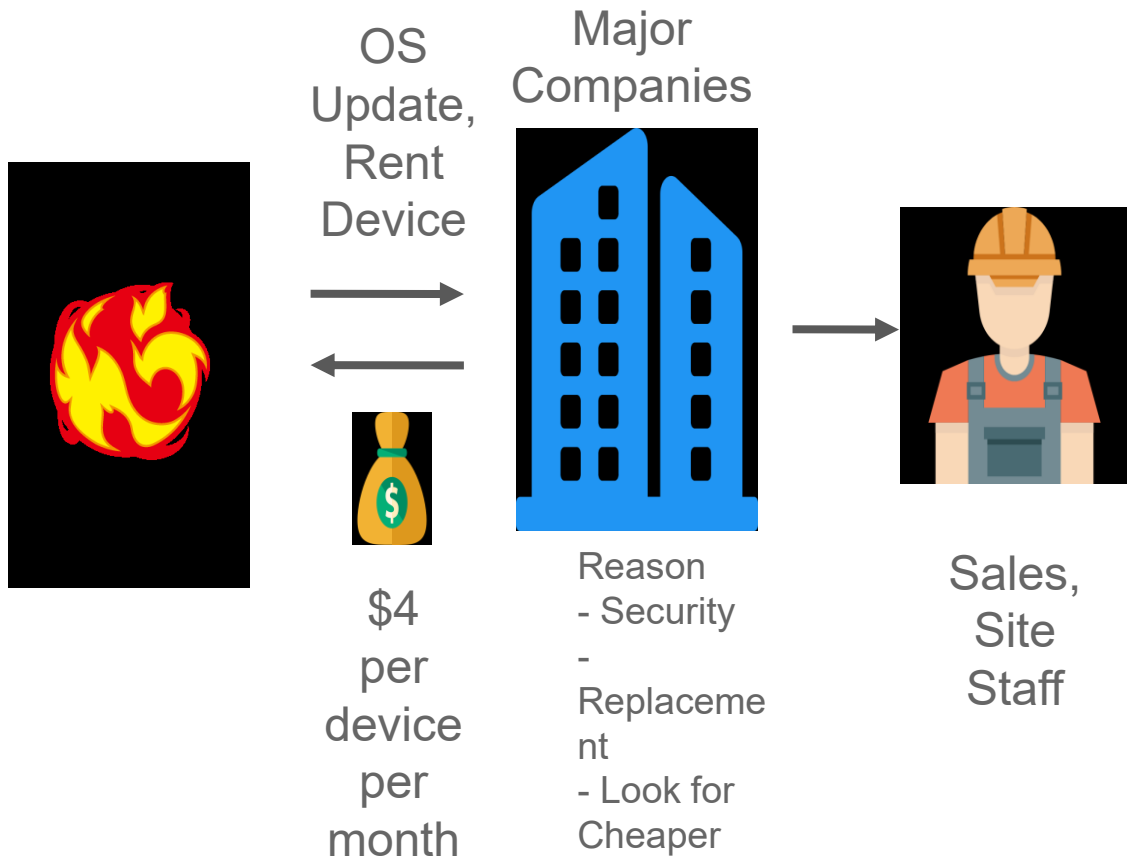 OS
Update,
Rent
Device
Major
Companies
$
$4
per
device
per
month
Reason
- Security
-
Replaceme
nt
- Look for
Cheaper
Sales,
Site
Staff